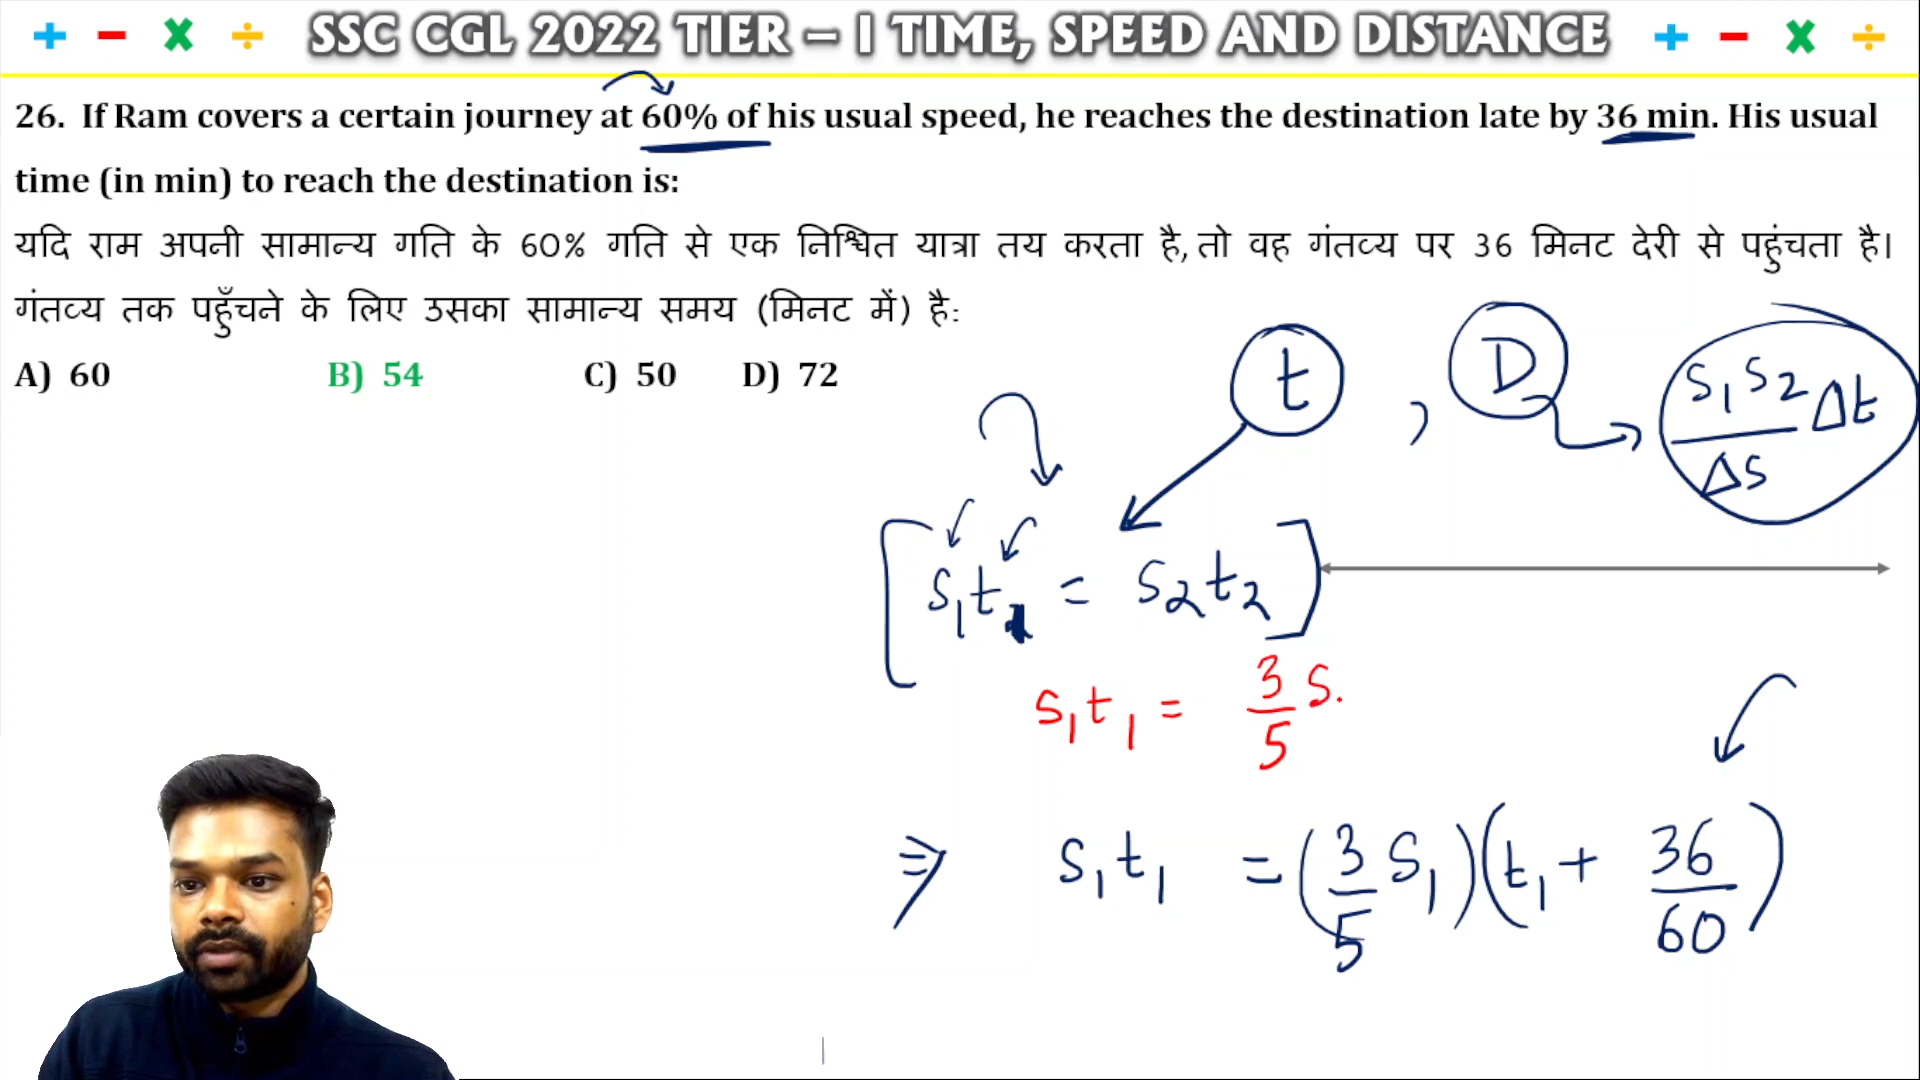 + − × ÷ SSC CGL 2022 TIER – I TIME, SPEED AND DISTANCE + − × ÷
26. If Ram covers a certain journey at 60% of his usual speed, he reaches the destination late by 36 min. His usual
time (in min) to reach the destination is:
यदि राम अपनी सामान्य गति के 60% गति से एक निश्चित यात्रा तय करता है, तो वह गंतव्य पर 36 मिनट देरी से पहुंचता है।
गंतव्य तक पहुँचने के लिए उसका सामान्य समय (मिनट में) है:
A) 60 B) 54 C) 50 D) 72
t , D → S₁S₂/ΔS Δt
[S₁t₁ = S₂t₂]
S₁t₁ = 3/5 S.
⇒ S₁t₁ = (3/5 S₁)(t₁ + 36/60)